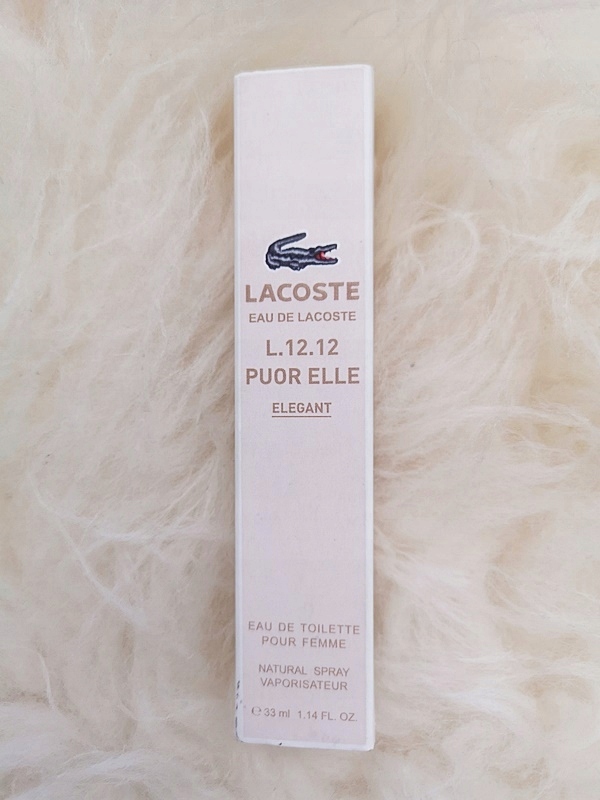 LACOSTE
EAU DE LACOSTE
L.12.12
PUOR ELLE
ELEGANT
EAU DE TOILETTE
POUR FEMME
NATURAL SPRAY
VAPORISATEUR
℮ 33 ml 1.14 FL. OZ.